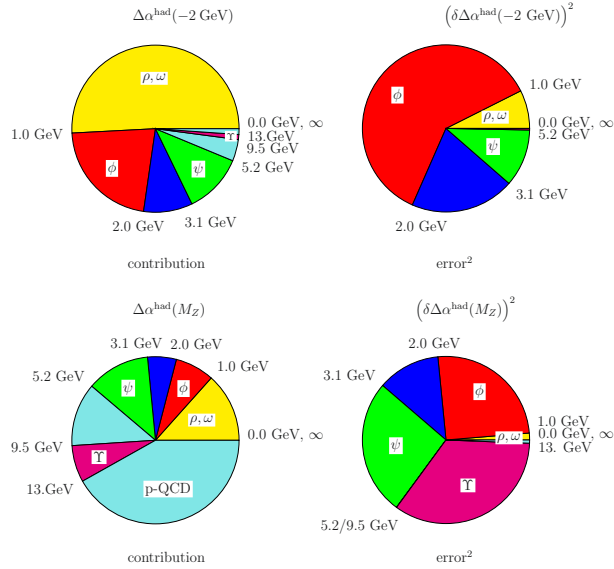 Δα^had(−2 GeV)
ρ, ω
0.0 GeV, ∞
Υ
13.GeV
9.5 GeV
5.2 GeV
ψ
3.1 GeV
2.0 GeV
ϕ
1.0 GeV
contribution
(δΔα^had(−2 GeV))^2
1.0 GeV
ϕ
ρ, ω
0.0 GeV, ∞
5.2 GeV
ψ
3.1 GeV
2.0 GeV
error^2
Δα^had(M_Z)
3.1 GeV
2.0 GeV
5.2 GeV
ψ
ϕ
1.0 GeV
ρ, ω
0.0 GeV, ∞
9.5 GeV
Υ
13.GeV
p-QCD
contribution
(δΔα^had(M_Z))^2
2.0 GeV
3.1 GeV
ϕ
1.0 GeV
ρ, ω
0.0 GeV, ∞
13. GeV
ψ
Υ
5.2/9.5 GeV
error^2